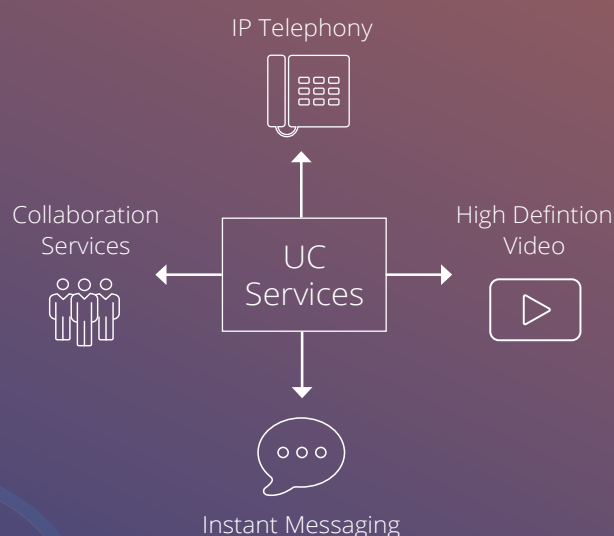 IP Telephony
Collaboration
Services
High Defintion
Video
UC
Services
Instant Messaging